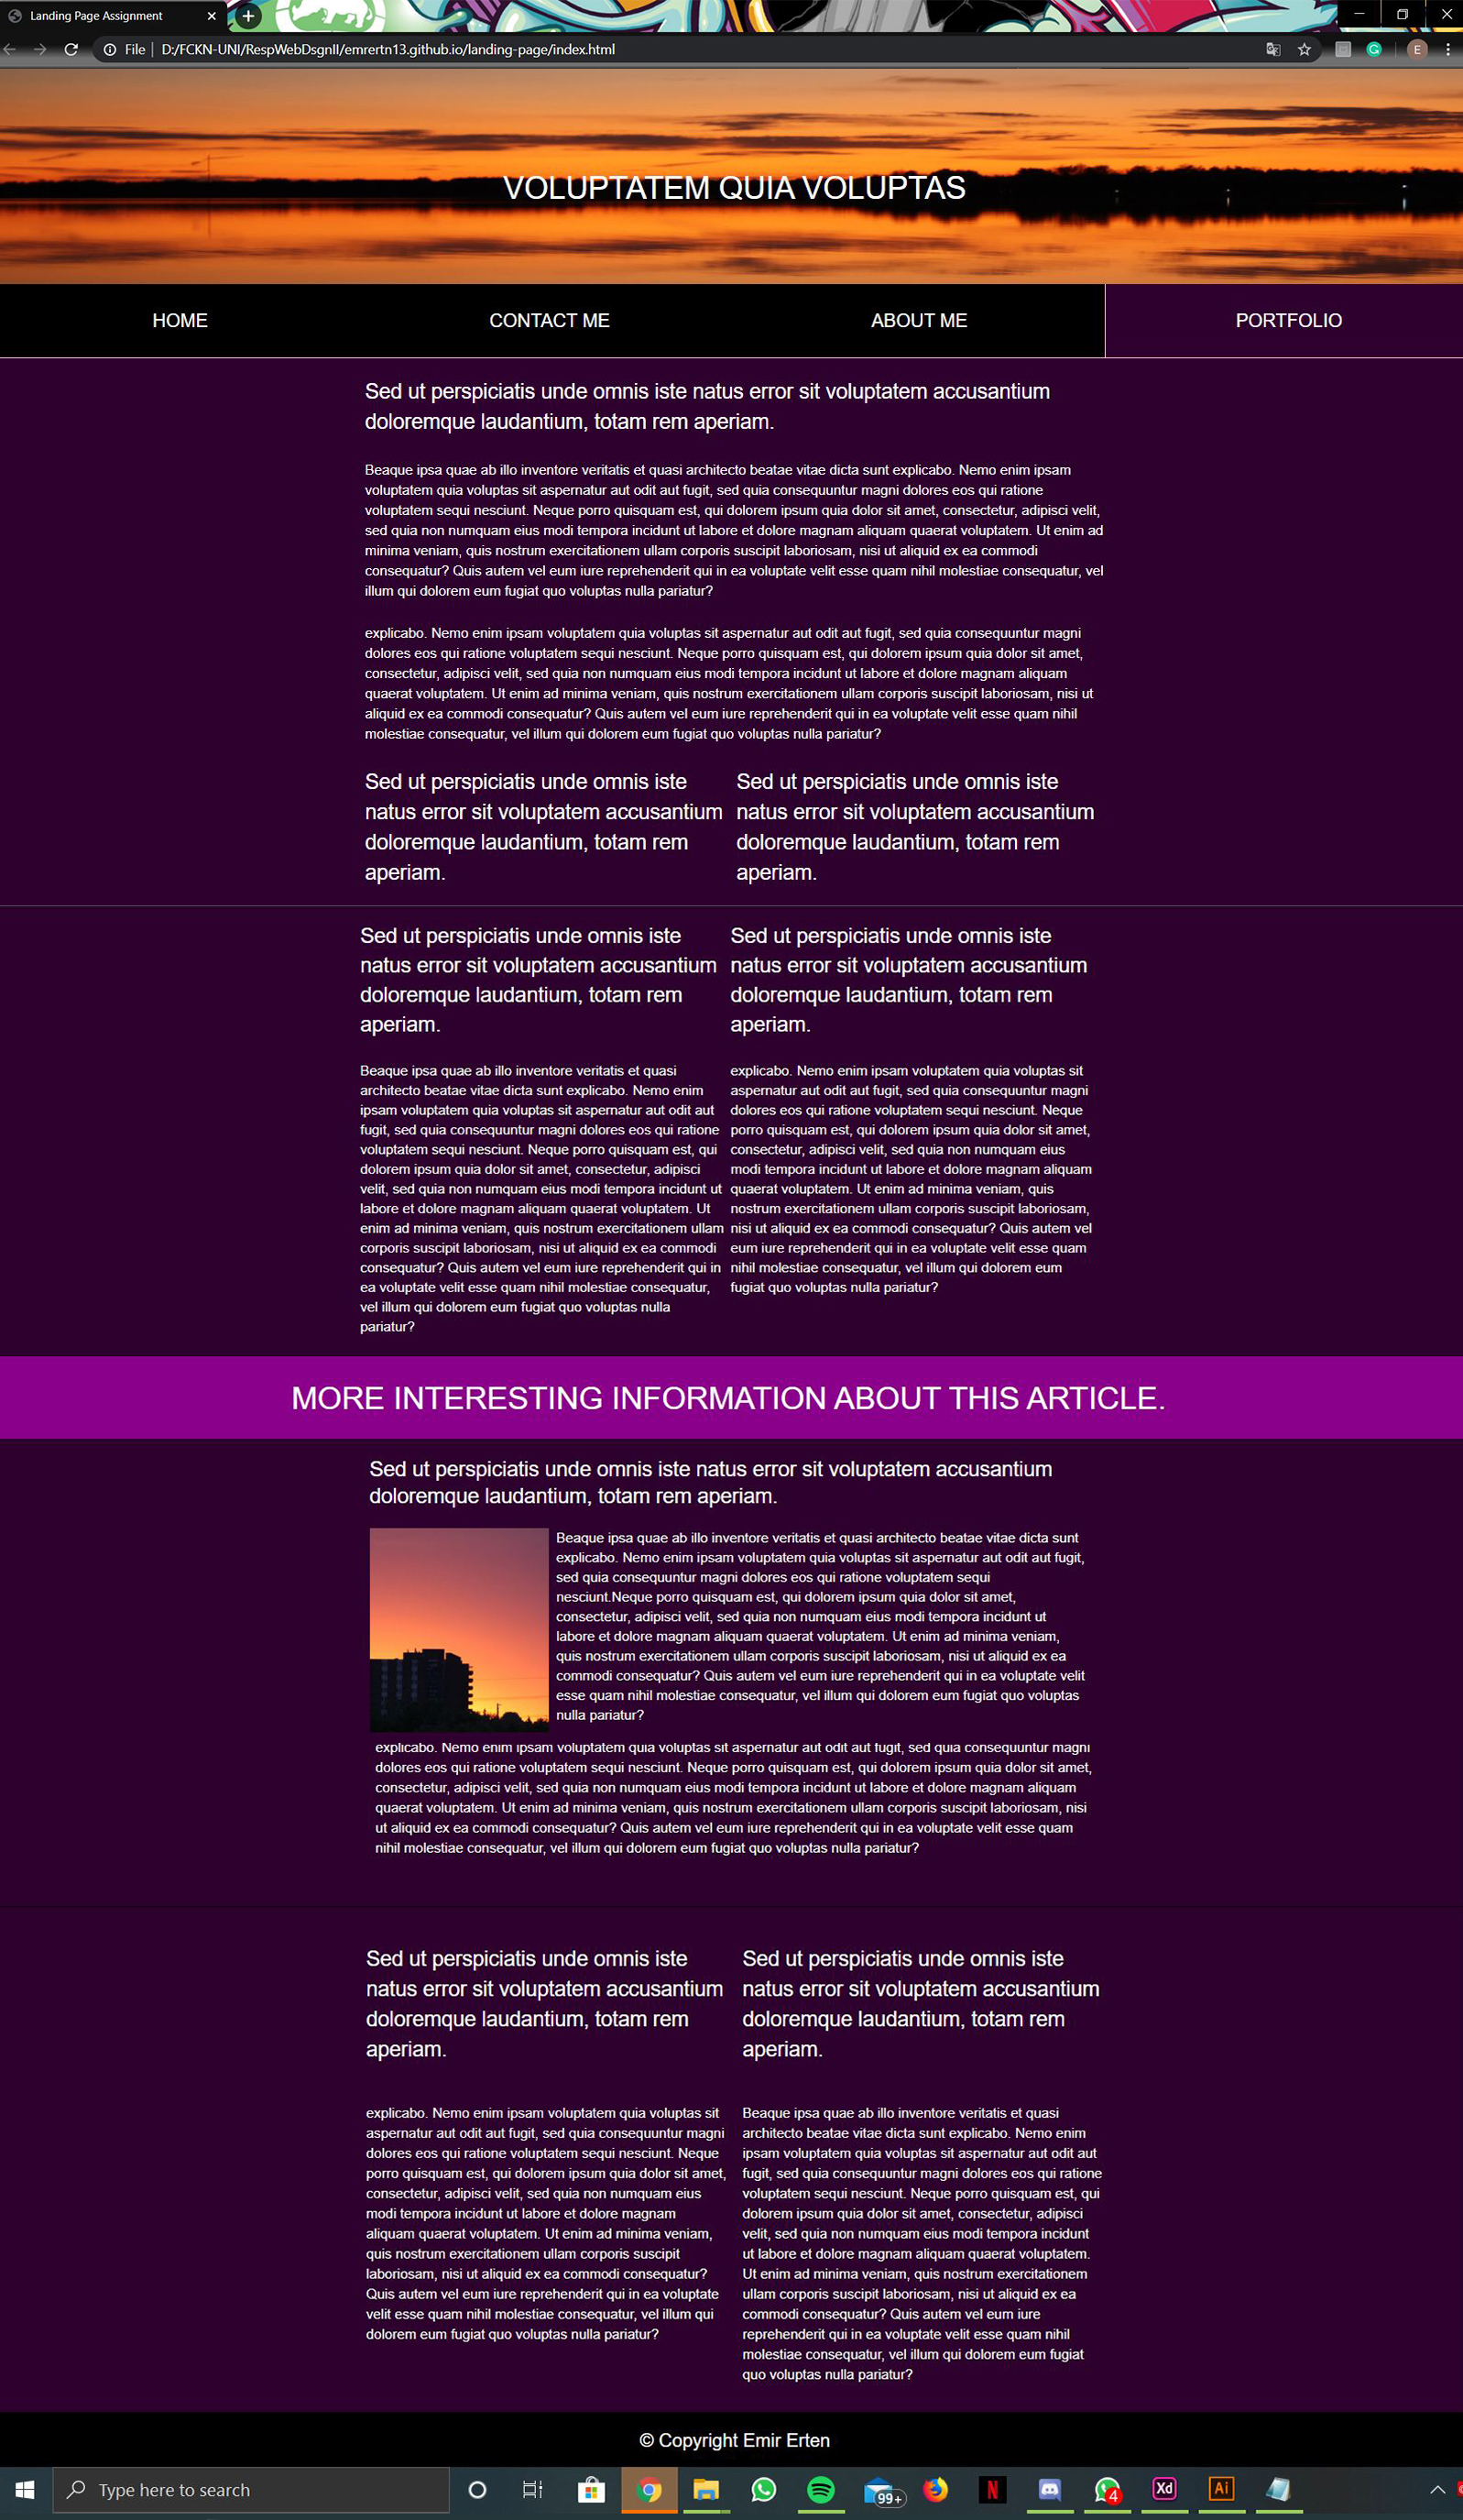 Landing Page Assignment
File | D:/FCKN-UNI/RespWebDsgnII/emrertn13.github.io/landing-page/index.html
E
VOLUPTATEM QUIA VOLUPTAS
HOME
CONTACT ME
ABOUT ME
PORTFOLIO
Sed ut perspiciatis unde omnis iste natus error sit voluptatem accusantium
doloremque laudantium, totam rem aperiam.
Beaque ipsa quae ab illo inventore veritatis et quasi architecto beatae vitae dicta sunt explicabo. Nemo enim ipsam
voluptatem quia voluptas sit aspernatur aut odit aut fugit, sed quia consequuntur magni dolores eos qui ratione
voluptatem sequi nesciunt. Neque porro quisquam est, qui dolorem ipsum quia dolor sit amet, consectetur, adipisci velit,
sed quia non numquam eius modi tempora incidunt ut labore et dolore magnam aliquam quaerat voluptatem. Ut enim ad
minima veniam, quis nostrum exercitationem ullam corporis suscipit laboriosam, nisi ut aliquid ex ea commodi
consequatur? Quis autem vel eum iure reprehenderit qui in ea voluptate velit esse quam nihil molestiae consequatur, vel
illum qui dolorem eum fugiat quo voluptas nulla pariatur?
explicabo. Nemo enim ipsam voluptatem quia voluptas sit aspernatur aut odit aut fugit, sed quia consequuntur magni
dolores eos qui ratione voluptatem sequi nesciunt. Neque porro quisquam est, qui dolorem ipsum quia dolor sit amet,
consectetur, adipisci velit, sed quia non numquam eius modi tempora incidunt ut labore et dolore magnam aliquam
quaerat voluptatem. Ut enim ad minima veniam, quis nostrum exercitationem ullam corporis suscipit laboriosam, nisi ut
aliquid ex ea commodi consequatur? Quis autem vel eum iure reprehenderit qui in ea voluptate velit esse quam nihil
molestiae consequatur, vel illum qui dolorem eum fugiat quo voluptas nulla pariatur?
Sed ut perspiciatis unde omnis iste
natus error sit voluptatem accusantium
doloremque laudantium, totam rem
aperiam.
Sed ut perspiciatis unde omnis iste
natus error sit voluptatem accusantium
doloremque laudantium, totam rem
aperiam.
Sed ut perspiciatis unde omnis iste
natus error sit voluptatem accusantium
doloremque laudantium, totam rem
aperiam.
Beaque ipsa quae ab illo inventore veritatis et quasi
architecto beatae vitae dicta sunt explicabo. Nemo enim
ipsam voluptatem quia voluptas sit aspernatur aut odit aut
fugit, sed quia consequuntur magni dolores eos qui ratione
voluptatem sequi nesciunt. Neque porro quisquam est, qui
dolorem ipsum quia dolor sit amet, consectetur, adipisci
velit, sed quia non numquam eius modi tempora incidunt ut
labore et dolore magnam aliquam quaerat voluptatem. Ut
enim ad minima veniam, quis nostrum exercitationem ullam
corporis suscipit laboriosam, nisi ut aliquid ex ea commodi
consequatur? Quis autem vel eum iure reprehenderit qui in
ea voluptate velit esse quam nihil molestiae consequatur,
vel illum qui dolorem eum fugiat quo voluptas nulla
pariatur?
Sed ut perspiciatis unde omnis iste
natus error sit voluptatem accusantium
doloremque laudantium, totam rem
aperiam.
explicabo. Nemo enim ipsam voluptatem quia voluptas sit
aspernatur aut odit aut fugit, sed quia consequuntur magni
dolores eos qui ratione voluptatem sequi nesciunt. Neque
porro quisquam est, qui dolorem ipsum quia dolor sit amet,
consectetur, adipisci velit, sed quia non numquam eius
modi tempora incidunt ut labore et dolore magnam aliquam
quaerat voluptatem. Ut enim ad minima veniam, quis
nostrum exercitationem ullam corporis suscipit laboriosam,
nisi ut aliquid ex ea commodi consequatur? Quis autem vel
eum iure reprehenderit qui in ea voluptate velit esse quam
nihil molestiae consequatur, vel illum qui dolorem eum
fugiat quo voluptas nulla pariatur?
MORE INTERESTING INFORMATION ABOUT THIS ARTICLE.
Sed ut perspiciatis unde omnis iste natus error sit voluptatem accusantium
doloremque laudantium, totam rem aperiam.
Beaque ipsa quae ab illo inventore veritatis et quasi architecto beatae vitae dicta sunt
explicabo. Nemo enim ipsam voluptatem quia voluptas sit aspernatur aut odit aut fugit,
sed quia consequuntur magni dolores eos qui ratione voluptatem sequi
nesciunt.Neque porro quisquam est, qui dolorem ipsum quia dolor sit amet,
consectetur, adipisci velit, sed quia non numquam eius modi tempora incidunt ut
labore et dolore magnam aliquam quaerat voluptatem. Ut enim ad minima veniam,
quis nostrum exercitationem ullam corporis suscipit laboriosam, nisi ut aliquid ex ea
commodi consequatur? Quis autem vel eum iure reprehenderit qui in ea voluptate velit
esse quam nihil molestiae consequatur, vel illum qui dolorem eum fugiat quo voluptas
nulla pariatur?
explicabo. Nemo enim ipsam voluptatem quia voluptas sit aspernatur aut odit aut fugit, sed quia consequuntur magni
dolores eos qui ratione voluptatem sequi nesciunt. Neque porro quisquam est, qui dolorem ipsum quia dolor sit amet,
consectetur, adipisci velit, sed quia non numquam eius modi tempora incidunt ut labore et dolore magnam aliquam
quaerat voluptatem. Ut enim ad minima veniam, quis nostrum exercitationem ullam corporis suscipit laboriosam, nisi
ut aliquid ex ea commodi consequatur? Quis autem vel eum iure reprehenderit qui in ea voluptate velit esse quam
nihil molestiae consequatur, vel illum qui dolorem eum fugiat quo voluptas nulla pariatur?
Sed ut perspiciatis unde omnis iste
natus error sit voluptatem accusantium
doloremque laudantium, totam rem
aperiam.
explicabo. Nemo enim ipsam voluptatem quia voluptas sit
aspernatur aut odit aut fugit, sed quia consequuntur magni
dolores eos qui ratione voluptatem sequi nesciunt. Neque
porro quisquam est, qui dolorem ipsum quia dolor sit amet,
consectetur, adipisci velit, sed quia non numquam eius
modi tempora incidunt ut labore et dolore magnam
aliquam quaerat voluptatem. Ut enim ad minima veniam,
quis nostrum exercitationem ullam corporis suscipit
laboriosam, nisi ut aliquid ex ea commodi consequatur?
Quis autem vel eum iure reprehenderit qui in ea voluptate
velit esse quam nihil molestiae consequatur, vel illum qui
dolorem eum fugiat quo voluptas nulla pariatur?
Sed ut perspiciatis unde omnis iste
natus error sit voluptatem accusantium
doloremque laudantium, totam rem
aperiam.
Beaque ipsa quae ab illo inventore veritatis et quasi
architecto beatae vitae dicta sunt explicabo. Nemo enim
ipsam voluptatem quia voluptas sit aspernatur aut odit aut
fugit, sed quia consequuntur magni dolores eos qui ratione
voluptatem sequi nesciunt. Neque porro quisquam est, qui
dolorem ipsum quia dolor sit amet, consectetur, adipisci
velit, sed quia non numquam eius modi tempora incidunt
ut labore et dolore magnam aliquam quaerat voluptatem.
Ut enim ad minima veniam, quis nostrum exercitationem
ullam corporis suscipit laboriosam, nisi ut aliquid ex ea
commodi consequatur? Quis autem vel eum iure
reprehenderit qui in ea voluptate velit esse quam nihil
molestiae consequatur, vel illum qui dolorem eum fugiat
quo voluptas nulla pariatur?
© Copyright Emir Erten
Type here to search
99+
N
4
Xd
Ai